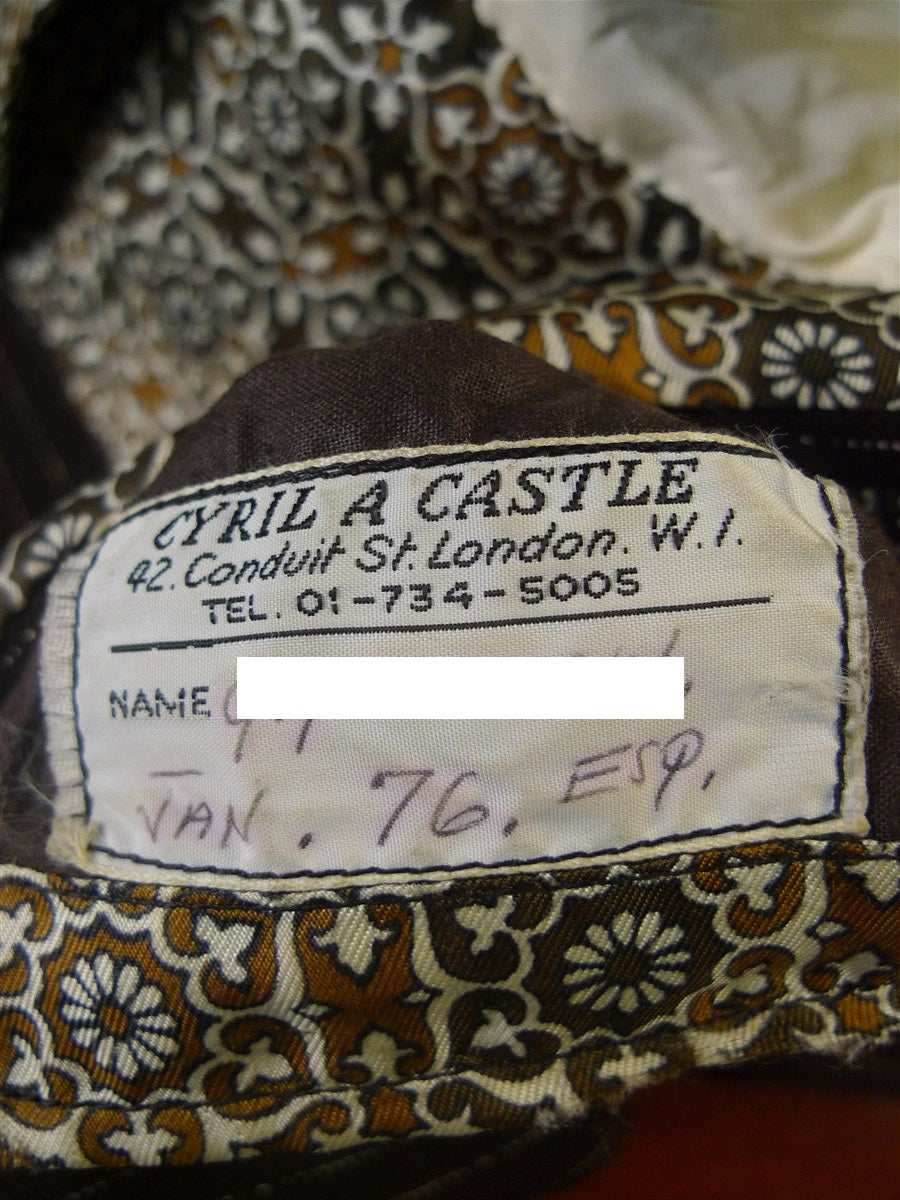 CYRIL A CASTLE
42. Conduit St. London. W.1.
TEL. 01-734-5005
NAME
JAN. 76. ESQ.